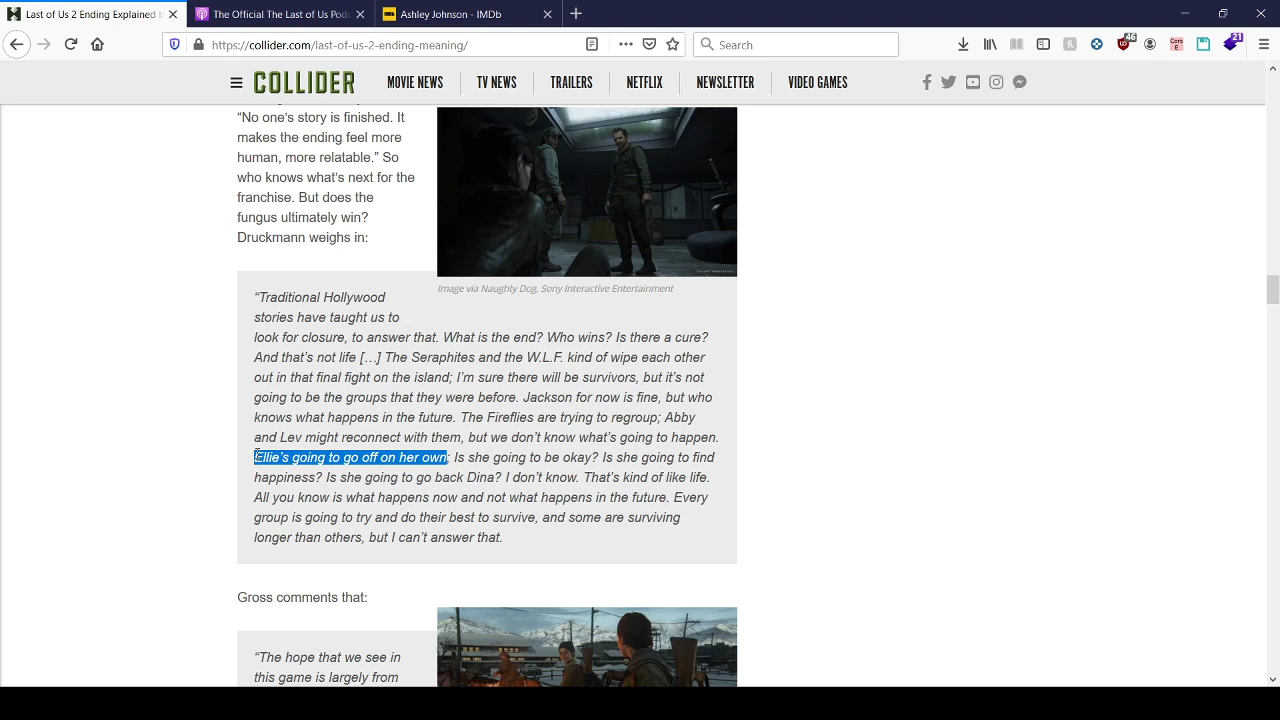 Last of Us 2 Ending Explained b
The Official The Last of Us Pod
Ashley Johnson - IMDb
https://collider.com/last-of-us-2-ending-meaning/
Search
46
21
COLLIDER
MOVIE NEWS
TV NEWS
TRAILERS
NETFLIX
NEWSLETTER
VIDEO GAMES
“No one’s story is finished. It
makes the ending feel more
human, more relatable.” So
who knows what’s next for the
franchise. But does the
fungus ultimately win?
Druckmann weighs in:
Image via Naughty Dog, Sony Interactive Entertainment
“Traditional Hollywood
stories have taught us to
look for closure, to answer that. What is the end? Who wins? Is there a cure?
And that’s not life […] The Seraphites and the W.L.F. kind of wipe each other
out in that final fight on the island; I’m sure there will be survivors, but it’s not
going to be the groups that they were before. Jackson for now is fine, but who
knows what happens in the future. The Fireflies are trying to regroup; Abby
and Lev might reconnect with them, but we don’t know what’s going to happen.
Ellie’s going to go off on her own: Is she going to be okay? Is she going to find
happiness? Is she going to go back Dina? I don’t know. That’s kind of like life.
All you know is what happens now and not what happens in the future. Every
group is going to try and do their best to survive, and some are surviving
longer than others, but I can’t answer that.
Gross comments that:
“The hope that we see in
this game is largely from